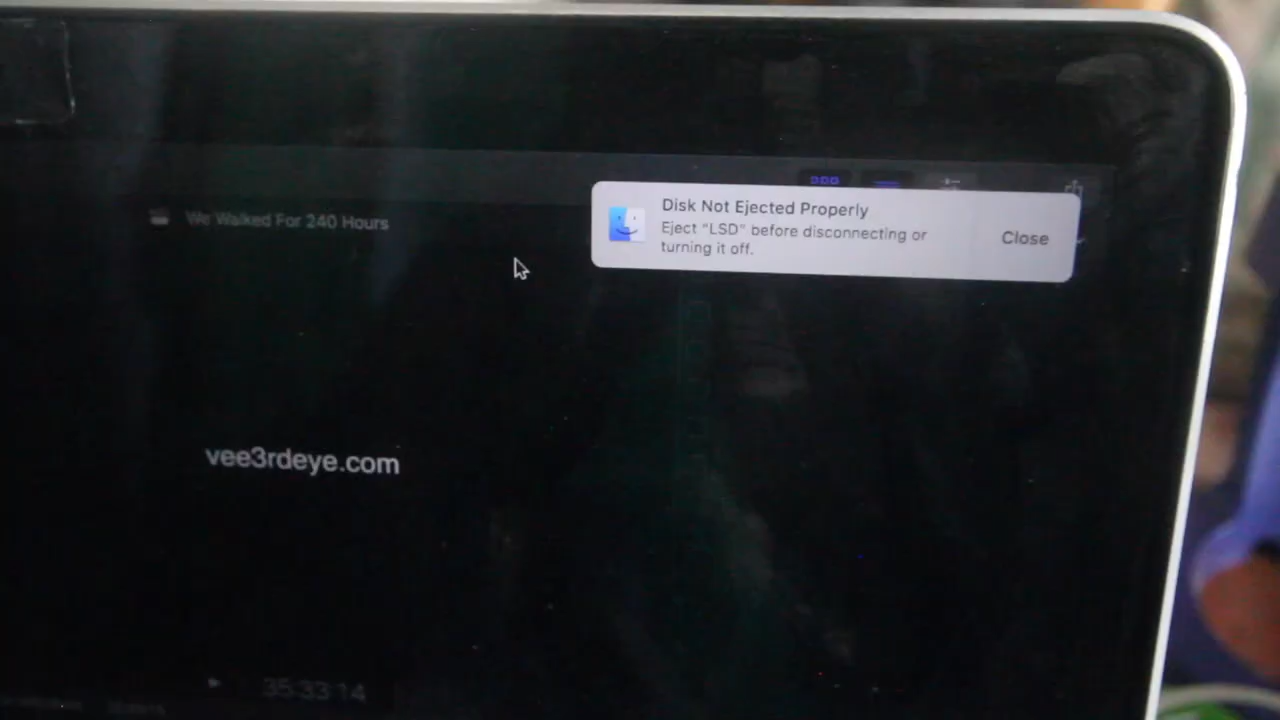 We Walked For 240 Hours
Disk Not Ejected Properly
Eject "LSD" before disconnecting or
turning it off.
Close
vee3rdeye.com
35:33:14